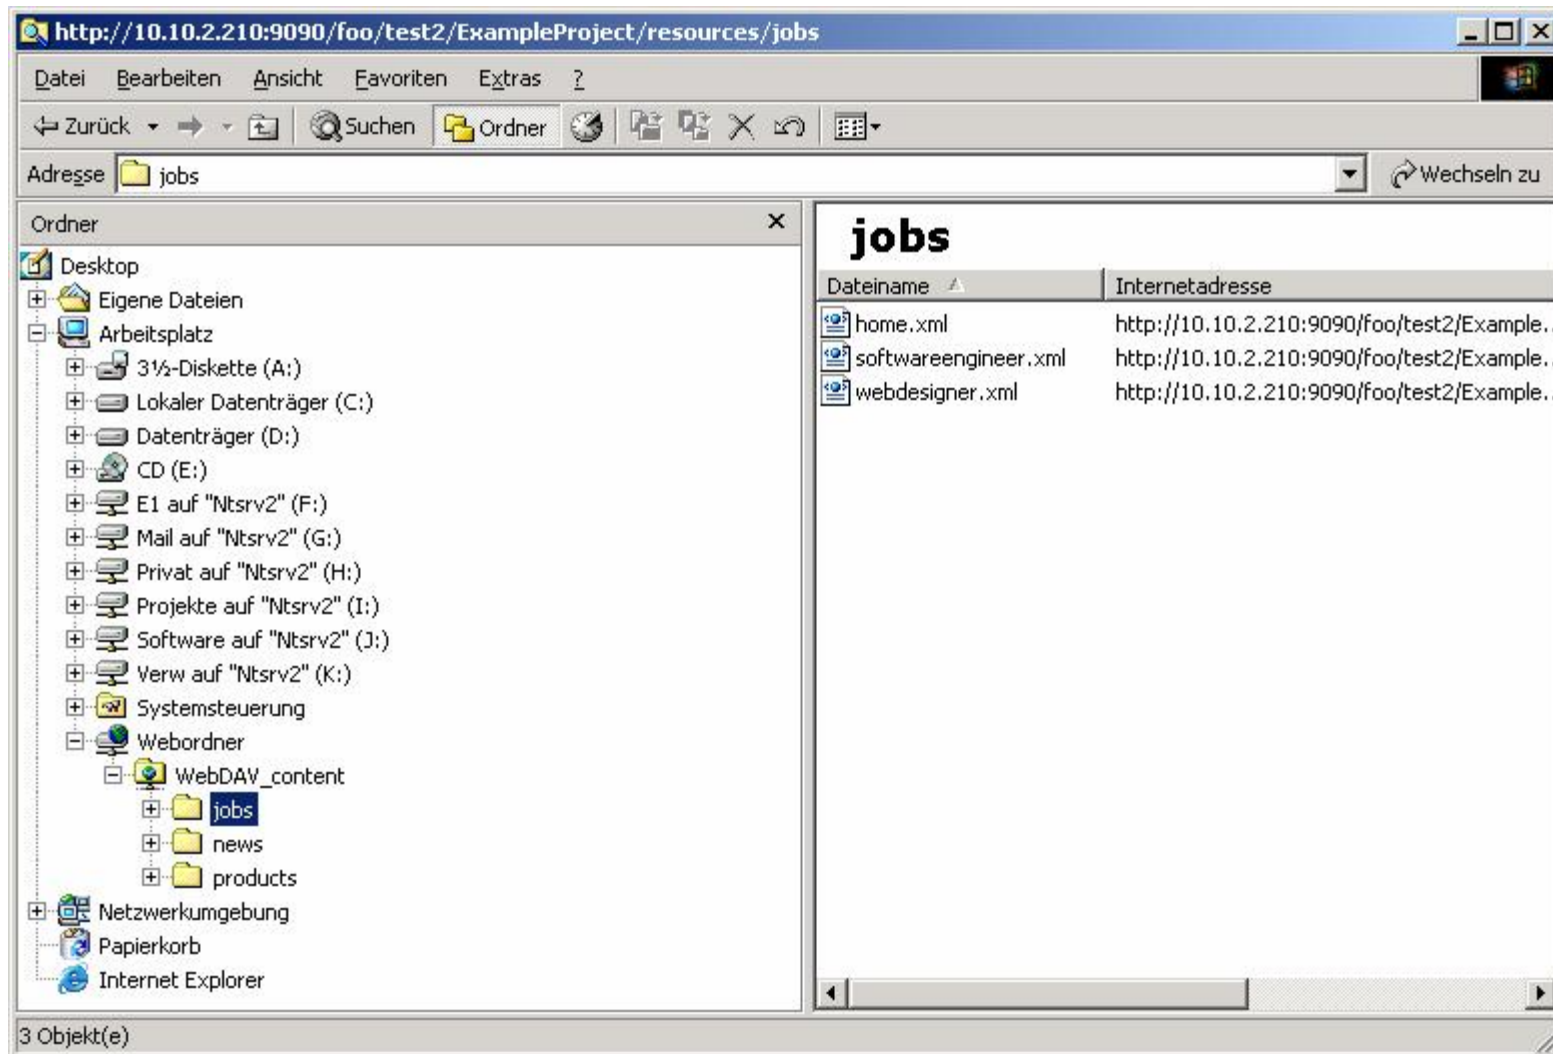 http://10.10.2.210:9090/foo/test2/ExampleProject/resources/jobs
Datei Bearbeiten Ansicht Favoriten Extras ?
Zurück Suchen Ordner
Adresse jobs Wechseln zu
Ordner
Desktop
Eigene Dateien
Arbeitsplatz
3½-Diskette (A:)
Lokaler Datenträger (C:)
Datenträger (D:)
CD (E:)
E1 auf "Ntsrv2" (F:)
Mail auf "Ntsrv2" (G:)
Privat auf "Ntsrv2" (H:)
Projekte auf "Ntsrv2" (I:)
Software auf "Ntsrv2" (J:)
Verw auf "Ntsrv2" (K:)
Systemsteuerung
Webordner
WebDAV_content
jobs
news
products
Netzwerkumgebung
Papierkorb
Internet Explorer
jobs
Dateiname Internetadresse
home.xml http://10.10.2.210:9090/foo/test2/Example..
softwareengineer.xml http://10.10.2.210:9090/foo/test2/Example..
webdesigner.xml http://10.10.2.210:9090/foo/test2/Example..
3 Objekt(e)